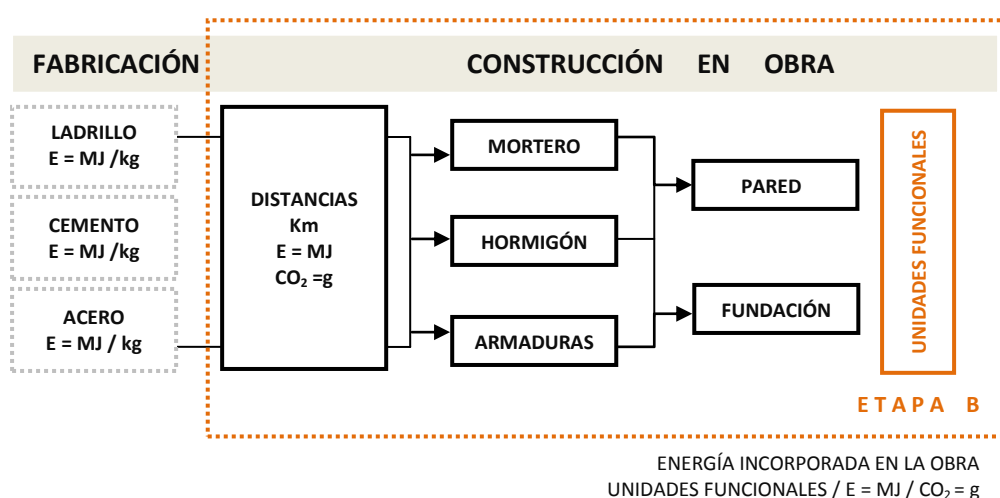 FABRICACIÓN
CONSTRUCCIÓN EN OBRA
LADRILLO
E = MJ /kg
CEMENTO
E = MJ /kg
ACERO
E = MJ / kg
DISTANCIAS
Km
E = MJ
CO₂ =g
MORTERO
HORMIGÓN
ARMADURAS
PARED
FUNDACIÓN
UNIDADES FUNCIONALES
ETAPA B
ENERGÍA INCORPORADA EN LA OBRA
UNIDADES FUNCIONALES / E = MJ / CO₂ = g